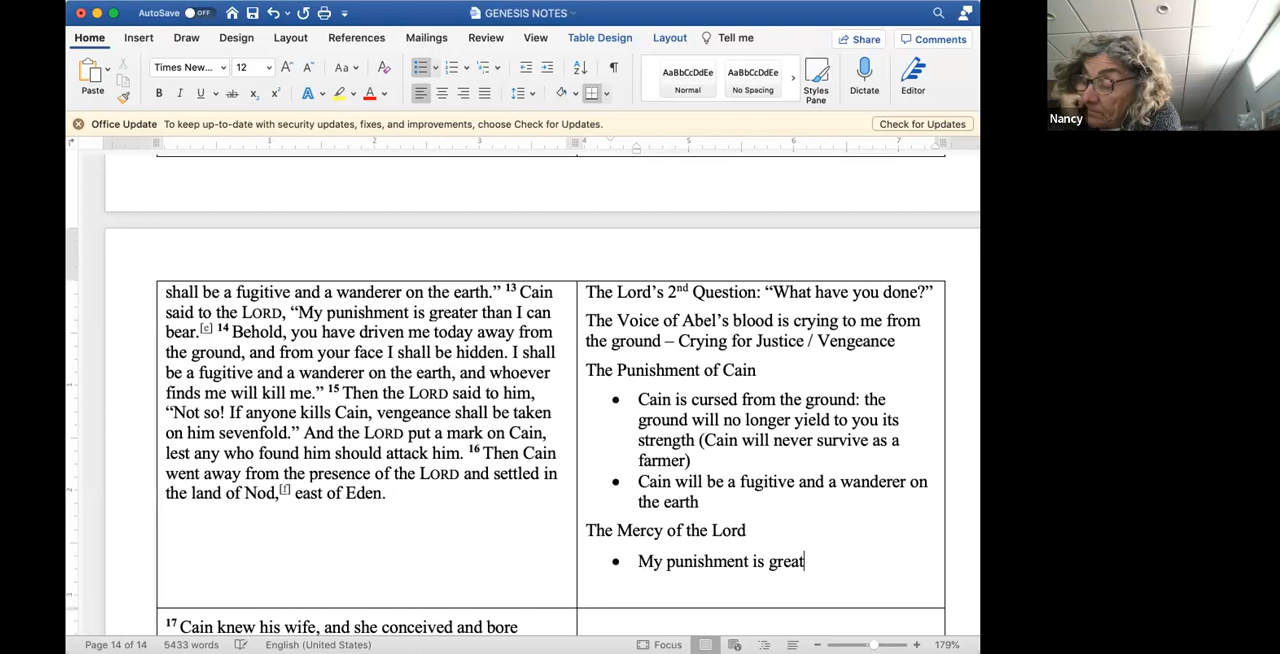 AutoSave OFF GENESIS NOTES
Home Insert Draw Design Layout References Mailings Review View Table Design Layout Tell me Share Comments
Paste Times New... 12 Aa AaBbCcDdEe Normal AaBbCcDdEe No Spacing Styles Pane Dictate Editor
Office Update To keep up-to-date with security updates, fixes, and improvements, choose Check for Updates. Check for Updates
1 2 3 4 5 6 7
shall be a fugitive and a wanderer on the earth.” 13 Cain
said to the LORD, “My punishment is greater than I can
bear.[e] 14 Behold, you have driven me today away from
the ground, and from your face I shall be hidden. I shall
be a fugitive and a wanderer on the earth, and whoever
finds me will kill me.” 15 Then the LORD said to him,
“Not so! If anyone kills Cain, vengeance shall be taken
on him sevenfold.” And the LORD put a mark on Cain,
lest any who found him should attack him. 16 Then Cain
went away from the presence of the LORD and settled in
the land of Nod,[f] east of Eden.
The Lord’s 2nd Question: “What have you done?”
The Voice of Abel’s blood is crying to me from
the ground – Crying for Justice / Vengeance
The Punishment of Cain
• Cain is cursed from the ground: the
ground will no longer yield to you its
strength (Cain will never survive as a
farmer)
• Cain will be a fugitive and a wanderer on
the earth
The Mercy of the Lord
• My punishment is great
17 Cain knew his wife, and she conceived and bore
Page 14 of 14 5433 words English (United States) Focus 179%
Nancy